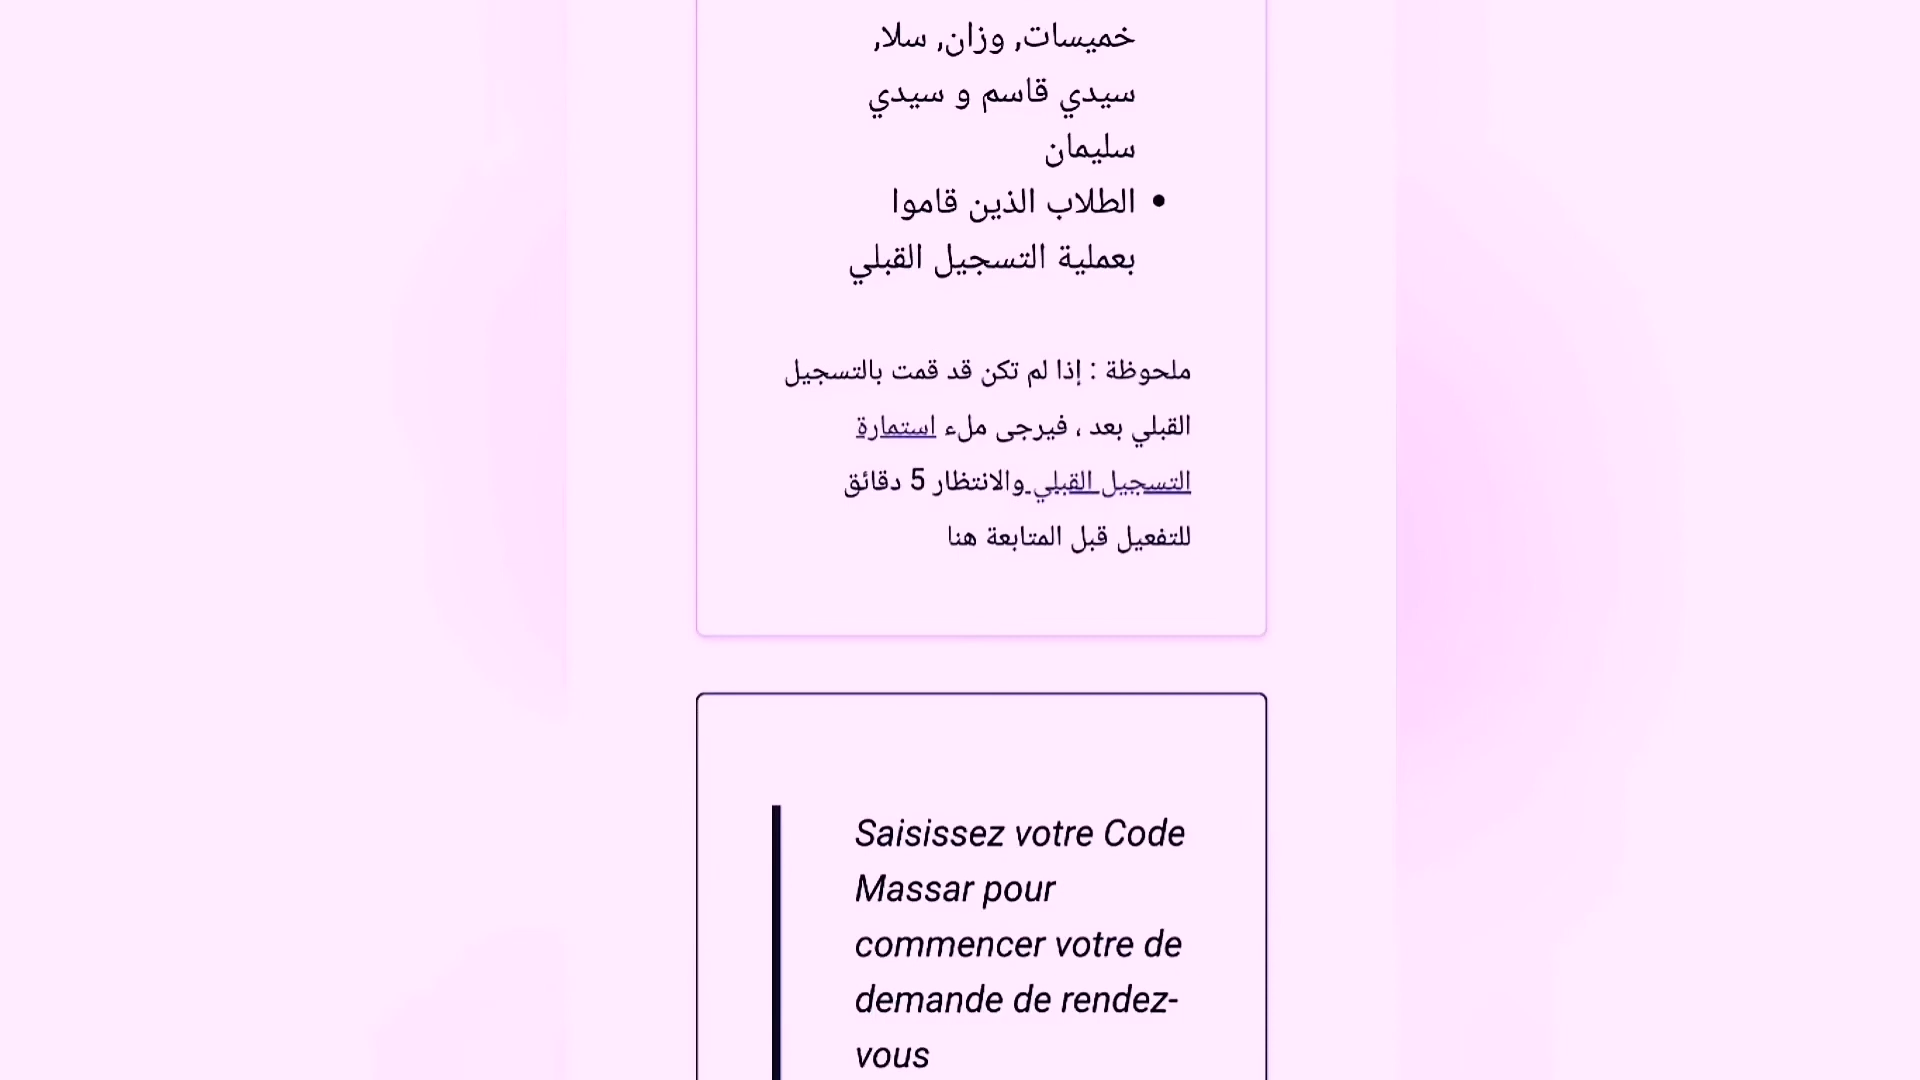 خميسات, وزان, سلا,
سيدي قاسم و سيدي
سليمان
• الطلاب الذين قاموا
بعملية التسجيل القبلي
ملحوظة : إذا لم تكن قد قمت بالتسجيل
القبلي بعد ، فيرجى ملء استمارة
التسجيل القبلي والانتظار 5 دقائق
للتفعيل قبل المتابعة هنا
Saisissez votre Code
Massar pour
commencer votre de
demande de rendez-
vous